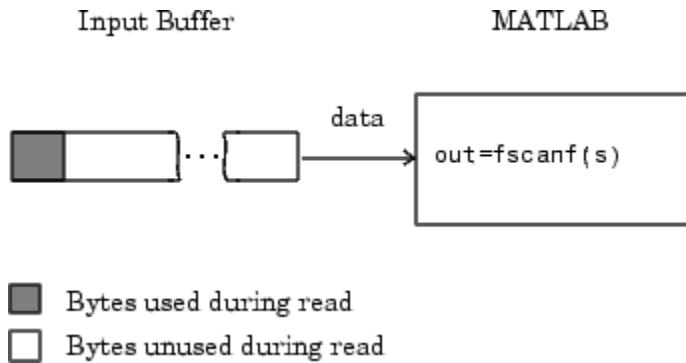 Input Buffer
MATLAB
data
...
out=fscanf(s)
Bytes used during read
Bytes unused during read